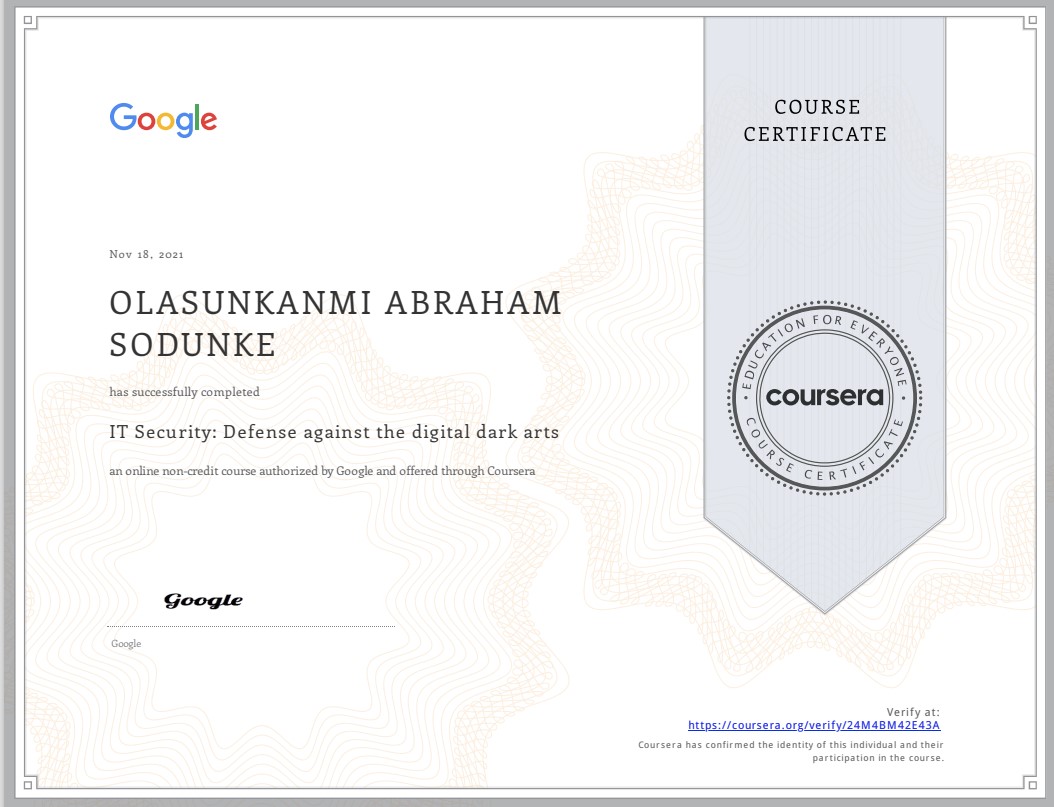 Google
COURSE
CERTIFICATE
Nov 18, 2021
OLASUNKANMI ABRAHAM
SODUNKE
has successfully completed
IT Security: Defense against the digital dark arts
an online non-credit course authorized by Google and offered through Coursera
EDUCATION FOR EVERYONE
coursera
COURSE CERTIFICATE
Google
Google
Verify at:
https://coursera.org/verify/24M4BM42E43A
Coursera has confirmed the identity of this individual and their
participation in the course.